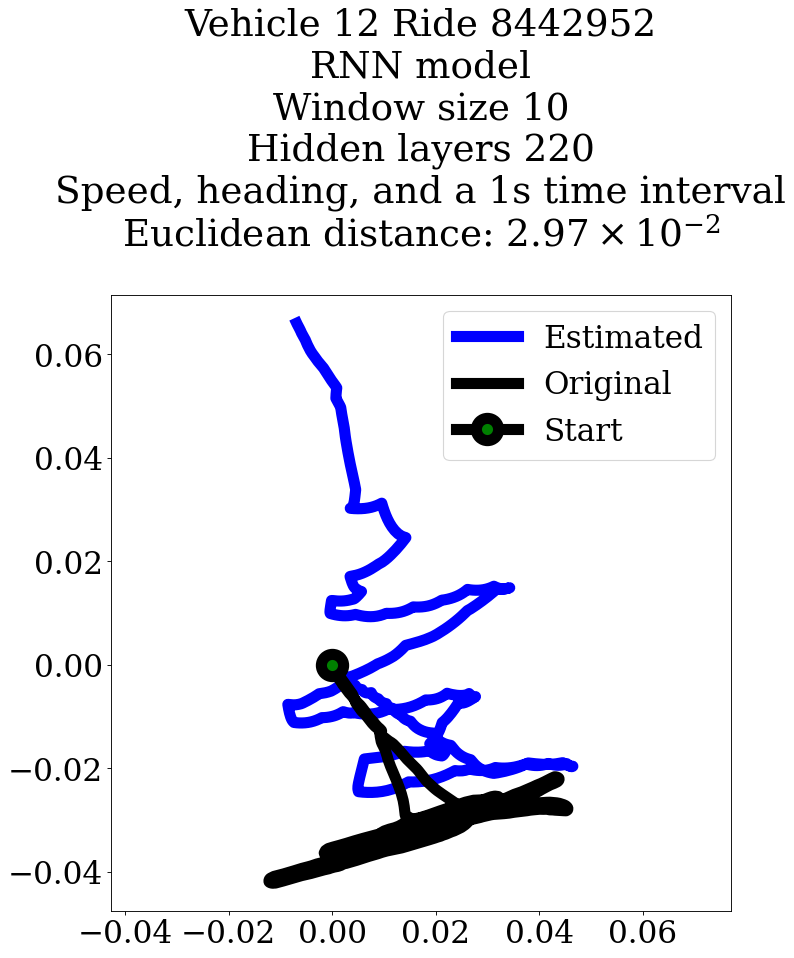 Vehicle 12 Ride 8442952
RNN model
Window size 10
Hidden layers 220
Speed, heading, and a 1s time interval
Euclidean distance: 2.97 × 10⁻²
Estimated
Original
Start
0.06
0.04
0.02
0.00
−0.02
−0.04
−0.04 −0.02 0.00 0.02 0.04 0.06